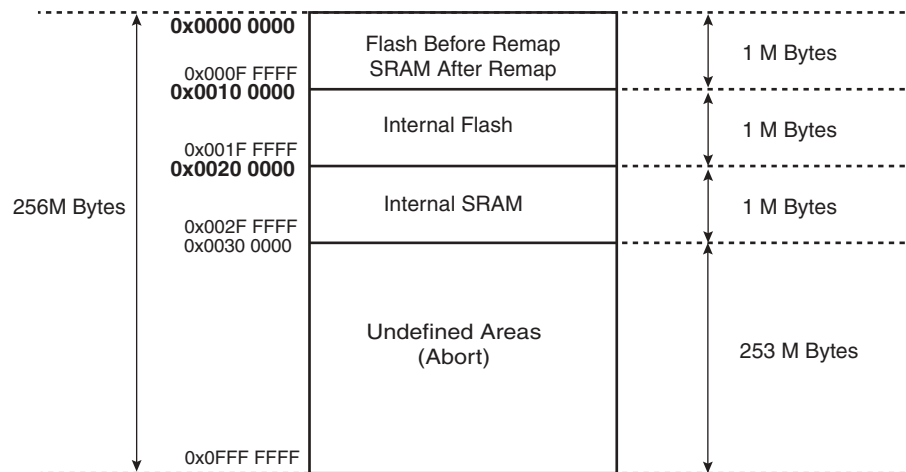 0x0000 0000
Flash Before Remap
SRAM After Remap
1 M Bytes
0x000F FFFF
0x0010 0000
Internal Flash
1 M Bytes
0x001F FFFF
0x0020 0000
256M Bytes
Internal SRAM
1 M Bytes
0x002F FFFF
0x0030 0000
Undefined Areas
(Abort)
253 M Bytes
0x0FFF FFFF